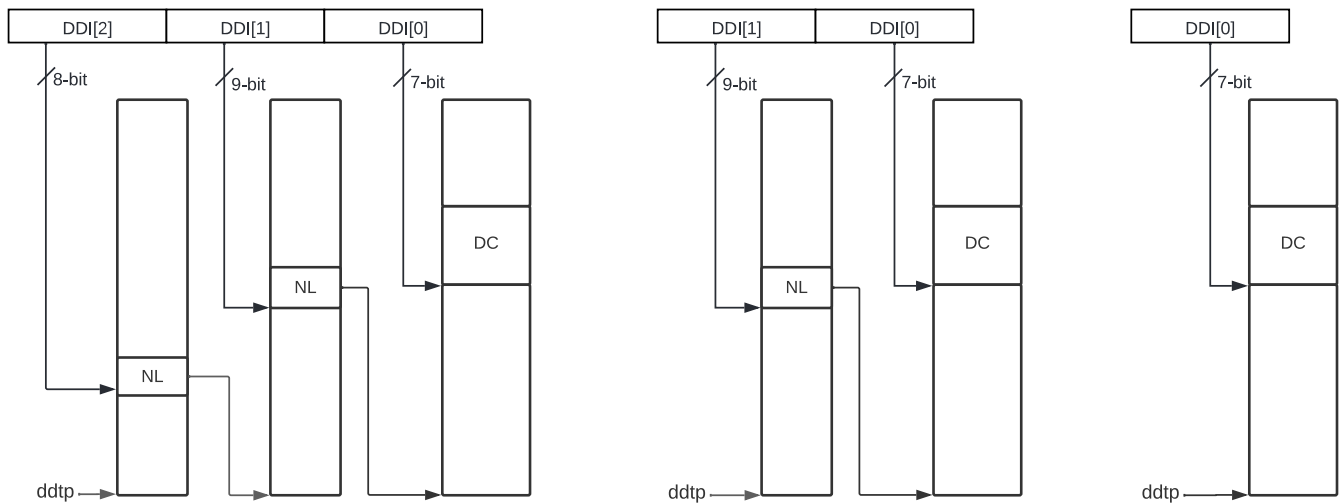 DDI[2] DDI[1] DDI[0]
8-bit
9-bit
7-bit
DC
NL
NL
ddtp
DDI[1] DDI[0]
9-bit
7-bit
DC
NL
ddtp
DDI[0]
7-bit
DC
ddtp